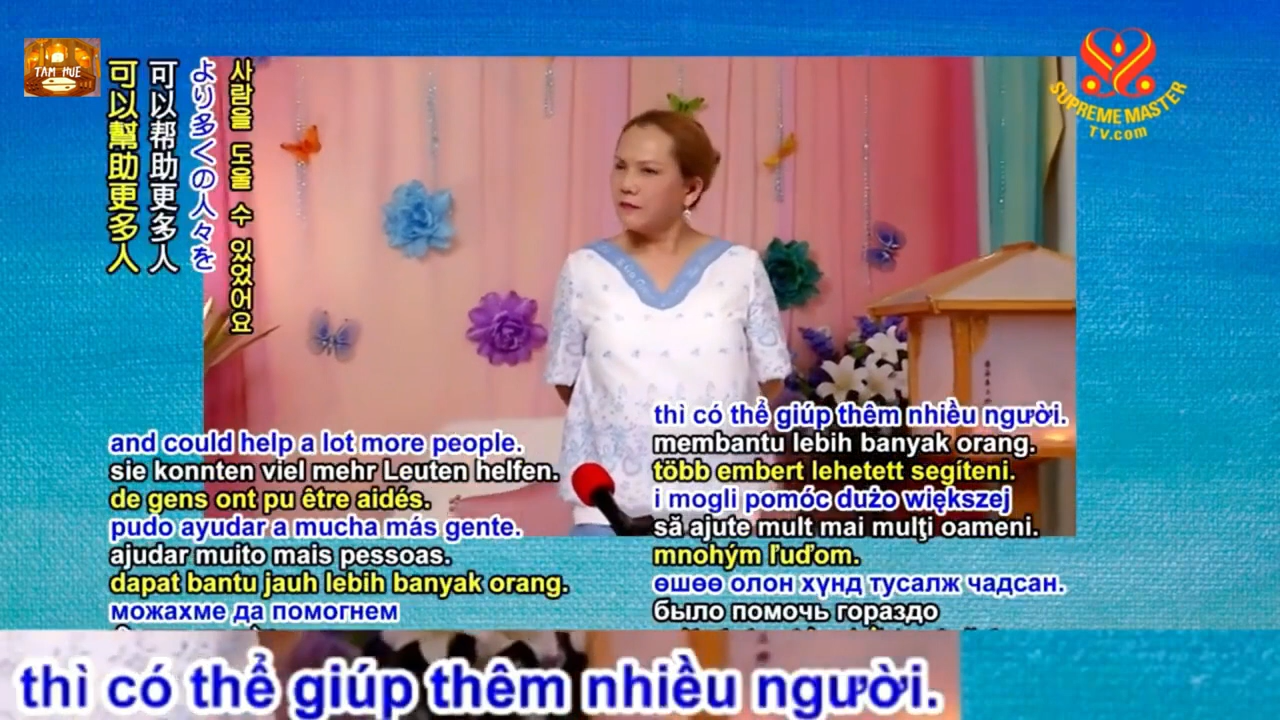 TAM HUE
SUPREME MASTER
TV.com
可以幫助更多人
可以帮助更多人
より多くの人々を
사람을 도울 수 있었어요
and could help a lot more people.
sie konnten viel mehr Leuten helfen.
de gens ont pu être aidés.
pudo ayudar a mucha más gente.
ajudar muito mais pessoas.
dapat bantu jauh lebih banyak orang.
можахме да помогнем
thì có thể giúp thêm nhiều người.
membantu lebih banyak orang.
több embert lehetett segíteni.
i mogli pomóc dużo większej
să ajute mult mai mulţi oameni.
mnohým ľuďom.
өшөө олон хүнд тусалж чадсан.
было помочь гораздо
thì có thể giúp thêm nhiều người.